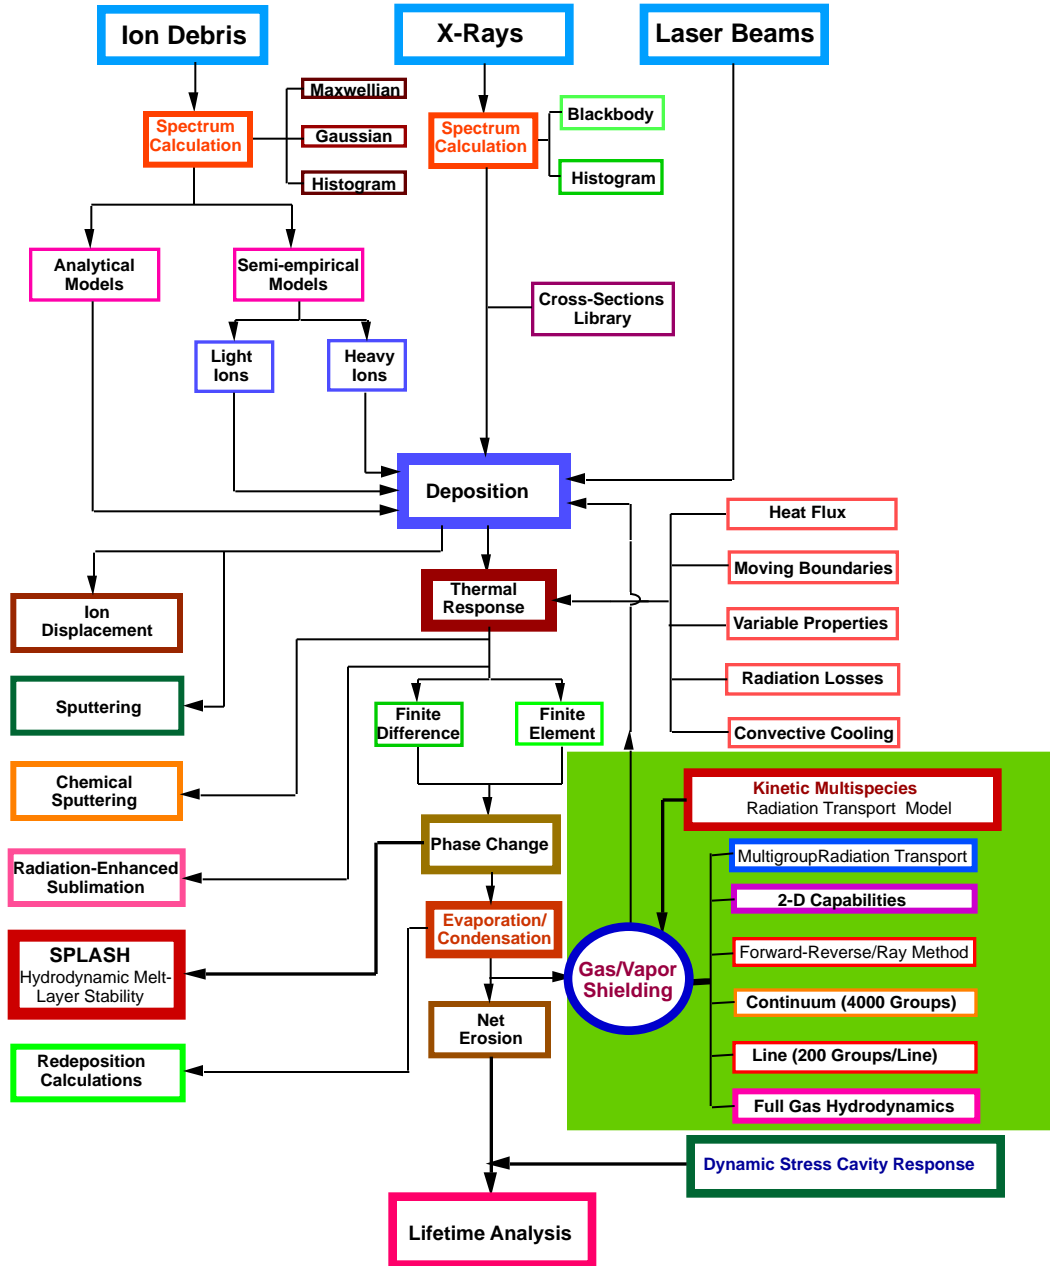 Ion Debris
X-Rays
Laser Beams
Maxwellian
Spectrum
Calculation
Gaussian
Histogram
Spectrum
Calculation
Blackbody
Histogram
Analytical
Models
Semi-empirical
Models
Cross-Sections
Library
Light
Ions
Heavy
Ions
Deposition
Heat Flux
Moving Boundaries
Variable Properties
Radiation Losses
Convective Cooling
Thermal
Response
Ion
Displacement
Sputtering
Finite
Difference
Finite
Element
Chemical
Sputtering
Phase Change
Radiation-Enhanced
Sublimation
Evaporation/
Condensation
SPLASH
Hydrodynamic Melt-
Layer Stability
Net
Erosion
Redeposition
Calculations
Kinetic Multispecies
Radiation Transport Model
MultigroupRadiation Transport
2-D Capabilities
Forward-Reverse/Ray Method
Gas/Vapor
Shielding
Continuum (4000 Groups)
Line (200 Groups/Line)
Full Gas Hydrodynamics
Dynamic Stress Cavity Response
Lifetime Analysis